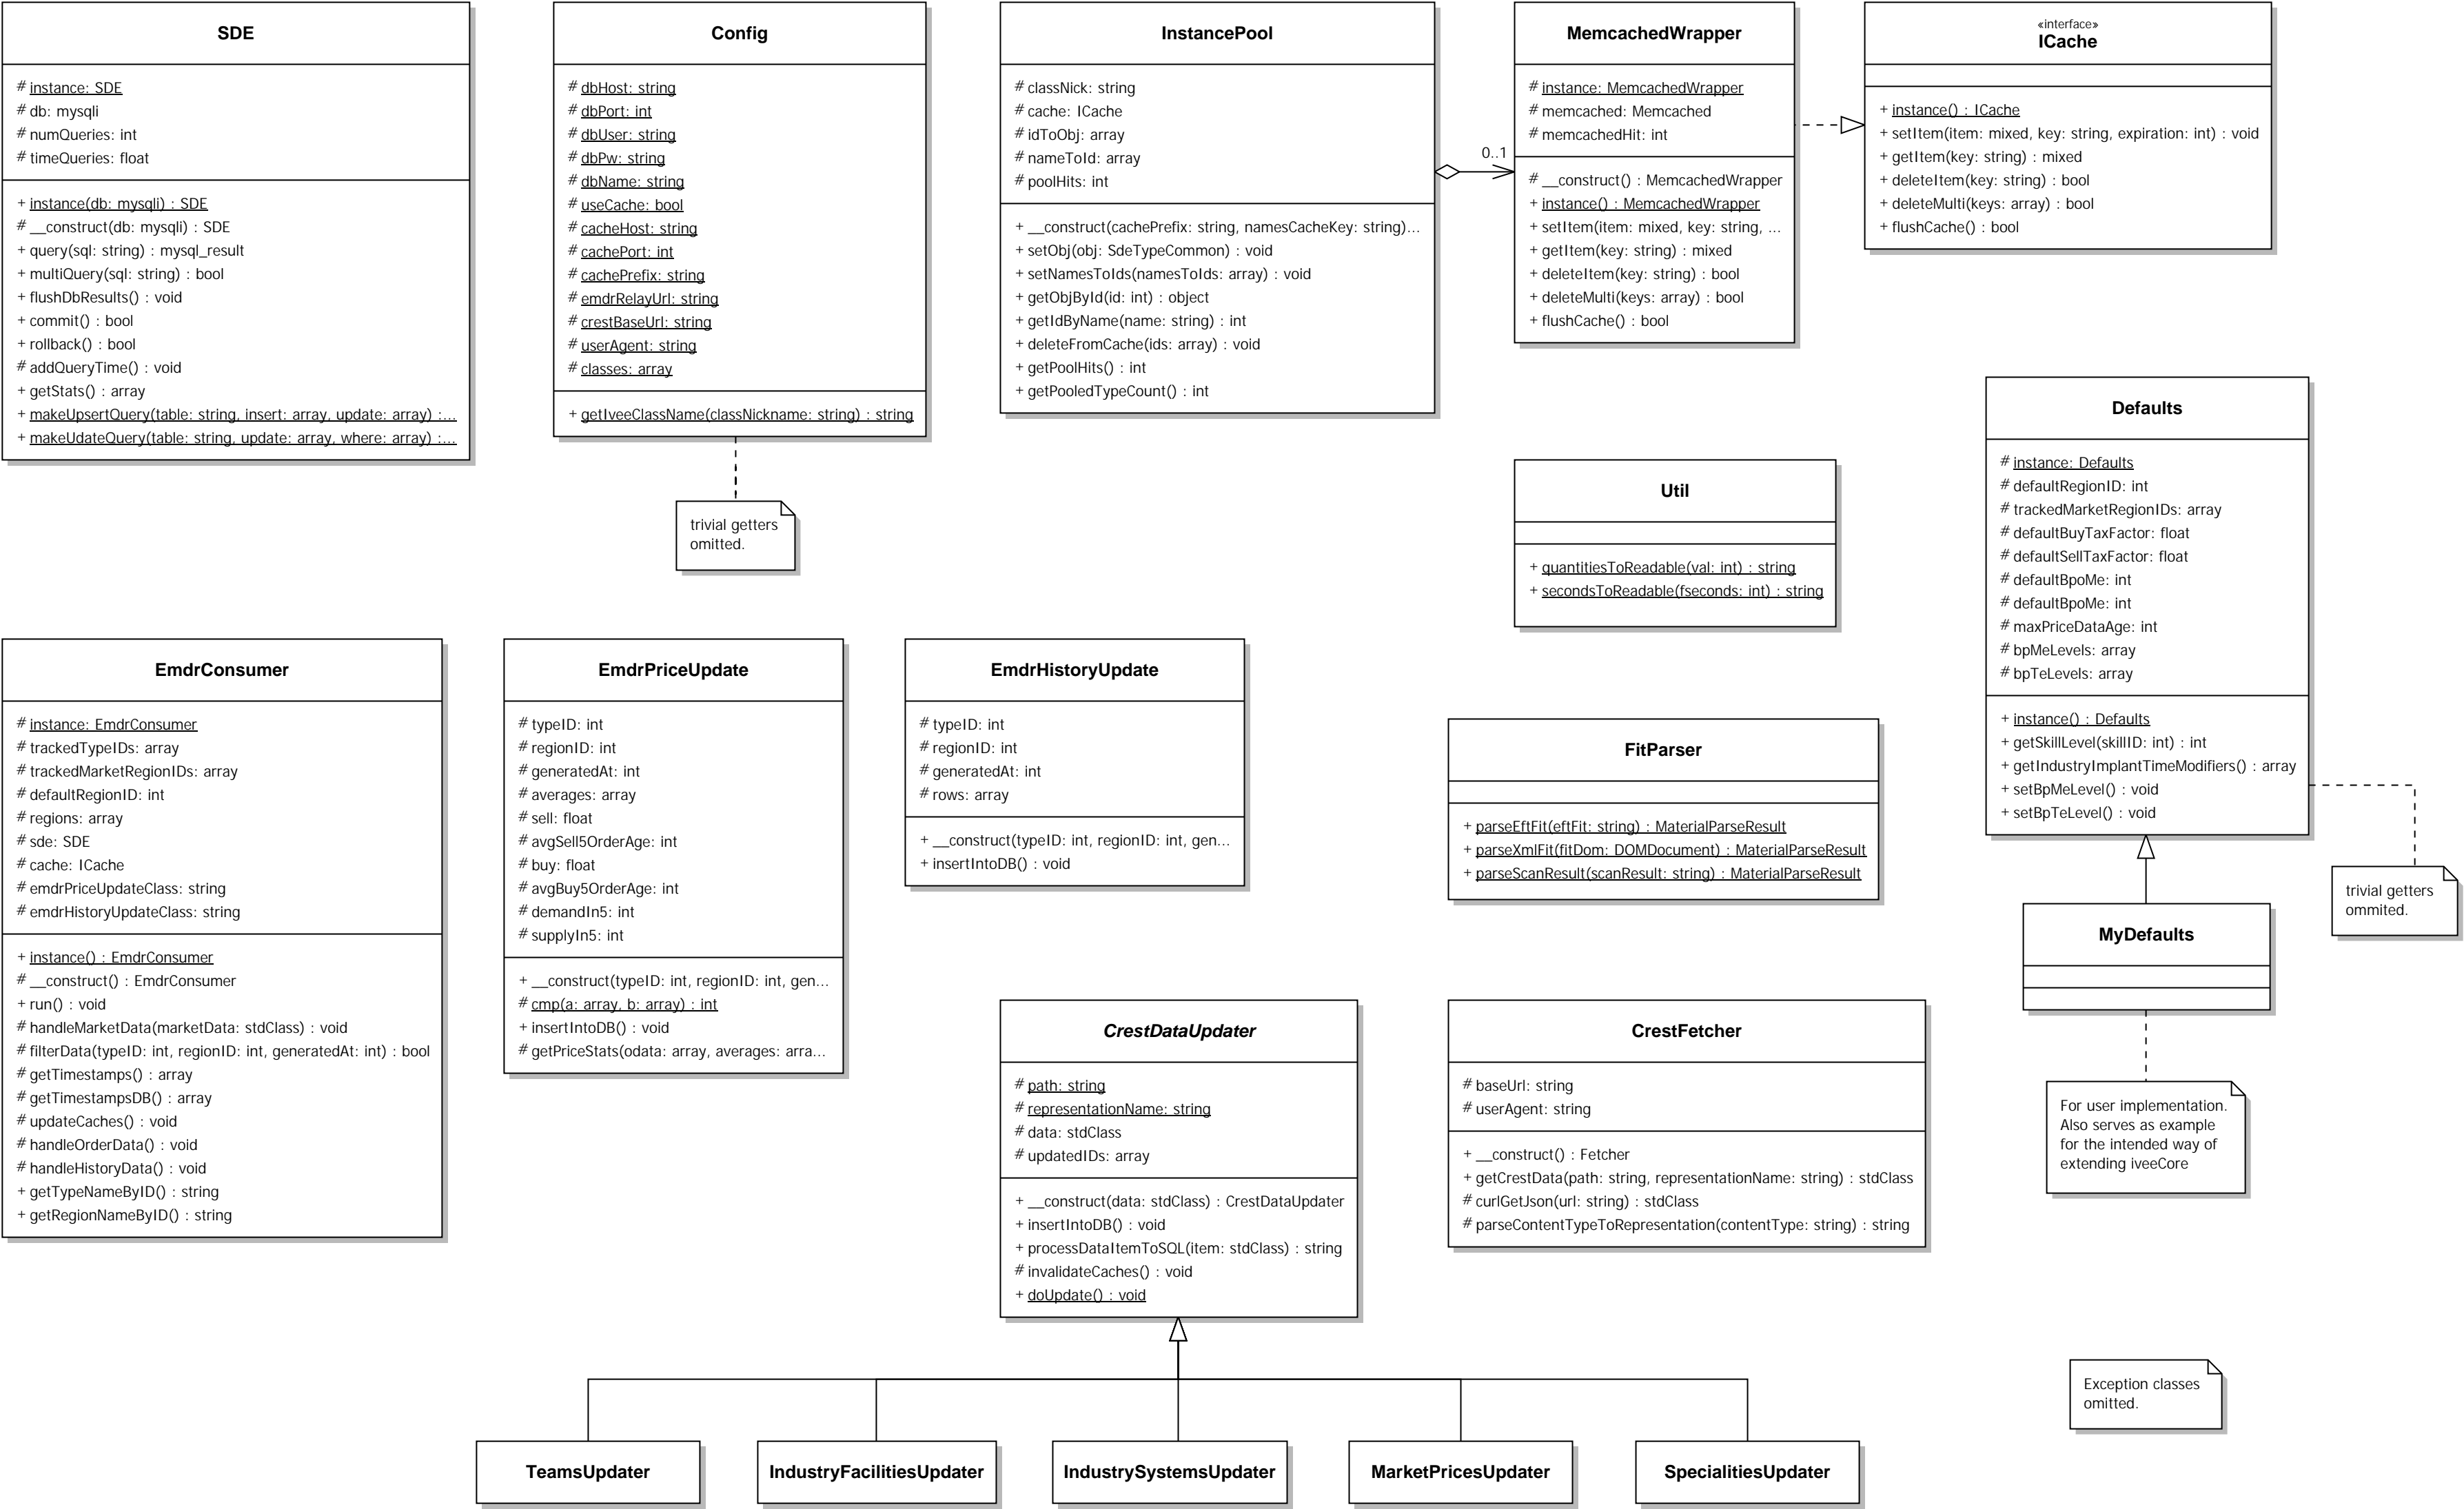 SDE
# instance: SDE
# db: mysqli
# numQueries: int
# timeQueries: float
+ instance(db: mysqli) : SDE
# __construct(db: mysqli) : SDE
+ query(sql: string) : mysql_result
+ multiQuery(sql: string) : bool
+ flushDbResults() : void
+ commit() : bool
+ rollback() : bool
# addQueryTime() : void
+ getStats() : array
+ makeUpsertQuery(table: string, insert: array, update: array) :...
+ makeUdateQuery(table: string, update: array, where: array) :...
Config
# dbHost: string
# dbPort: int
# dbUser: string
# dbPw: string
# dbName: string
# useCache: bool
# cacheHost: string
# cachePort: int
# cachePrefix: string
# emdrRelayUrl: string
# crestBaseUrl: string
# userAgent: string
# classes: array
+ getIveeClassName(classNickname: string) : string
trivial getters
omitted.
InstancePool
# classNick: string
# cache: ICache
# idToObj: array
# nameToId: array
# poolHits: int
+ __construct(cachePrefix: string, namesCacheKey: string)...
+ setObj(obj: SdeTypeCommon) : void
+ setNamesToIds(namesToIds: array) : void
+ getObjById(id: int) : object
+ getIdByName(name: string) : int
+ deleteFromCache(ids: array) : void
+ getPoolHits() : int
+ getPooledTypeCount() : int
0..1
MemcachedWrapper
# instance: MemcachedWrapper
# memcached: Memcached
# memcachedHit: int
# __construct() : MemcachedWrapper
+ instance() : MemcachedWrapper
+ setItem(item: mixed, key: string, ...
+ getItem(key: string) : mixed
+ deleteItem(key: string) : bool
+ deleteMulti(keys: array) : bool
+ flushCache() : bool
«interface»
ICache
+ instance() : ICache
+ setItem(item: mixed, key: string, expiration: int) : void
+ getItem(key: string) : mixed
+ deleteItem(key: string) : bool
+ deleteMulti(keys: array) : bool
+ flushCache() : bool
Util
+ quantitiesToReadable(val: int) : string
+ secondsToReadable(fseconds: int) : string
Defaults
# instance: Defaults
# defaultRegionID: int
# trackedMarketRegionIDs: array
# defaultBuyTaxFactor: float
# defaultSellTaxFactor: float
# defaultBpoMe: int
# defaultBpoMe: int
# maxPriceDataAge: int
# bpMeLevels: array
# bpTeLevels: array
+ instance() : Defaults
+ getSkillLevel(skillID: int) : int
+ getIndustryImplantTimeModifiers() : array
+ setBpMeLevel() : void
+ setBpTeLevel() : void
trivial getters
ommited.
MyDefaults
For user implementation.
Also serves as example
for the intended way of
extending iveeCore
EmdrConsumer
# instance: EmdrConsumer
# trackedTypeIDs: array
# trackedMarketRegionIDs: array
# defaultRegionID: int
# regions: array
# sde: SDE
# cache: ICache
# emdrPriceUpdateClass: string
# emdrHistoryUpdateClass: string
+ instance() : EmdrConsumer
# __construct() : EmdrConsumer
+ run() : void
# handleMarketData(marketData: stdClass) : void
# filterData(typeID: int, regionID: int, generatedAt: int) : bool
# getTimestamps() : array
# getTimestampsDB() : array
# updateCaches() : void
# handleOrderData() : void
# handleHistoryData() : void
+ getTypeNameByID() : string
+ getRegionNameByID() : string
EmdrPriceUpdate
# typeID: int
# regionID: int
# generatedAt: int
# averages: array
# sell: float
# avgSell5OrderAge: int
# buy: float
# avgBuy5OrderAge: int
# demandIn5: int
# supplyIn5: int
+ __construct(typeID: int, regionID: int, gen...
# cmp(a: array, b: array) : int
+ insertIntoDB() : void
# getPriceStats(odata: array, averages: arra...
EmdrHistoryUpdate
# typeID: int
# regionID: int
# generatedAt: int
# rows: array
+ __construct(typeID: int, regionID: int, gen...
+ insertIntoDB() : void
FitParser
+ parseEftFit(eftFit: string) : MaterialParseResult
+ parseXmlFit(fitDom: DOMDocument) : MaterialParseResult
+ parseScanResult(scanResult: string) : MaterialParseResult
CrestDataUpdater
# path: string
# representationName: string
# data: stdClass
# updatedIDs: array
+ __construct(data: stdClass) : CrestDataUpdater
+ insertIntoDB() : void
+ processDataItemToSQL(item: stdClass) : string
# invalidateCaches() : void
+ doUpdate() : void
CrestFetcher
# baseUrl: string
# userAgent: string
+ __construct() : Fetcher
+ getCrestData(path: string, representationName: string) : stdClass
# curlGetJson(url: string) : stdClass
# parseContentTypeToRepresentation(contentType: string) : string
Exception classes
omitted.
TeamsUpdater
IndustryFacilitiesUpdater
IndustrySystemsUpdater
MarketPricesUpdater
SpecialitiesUpdater